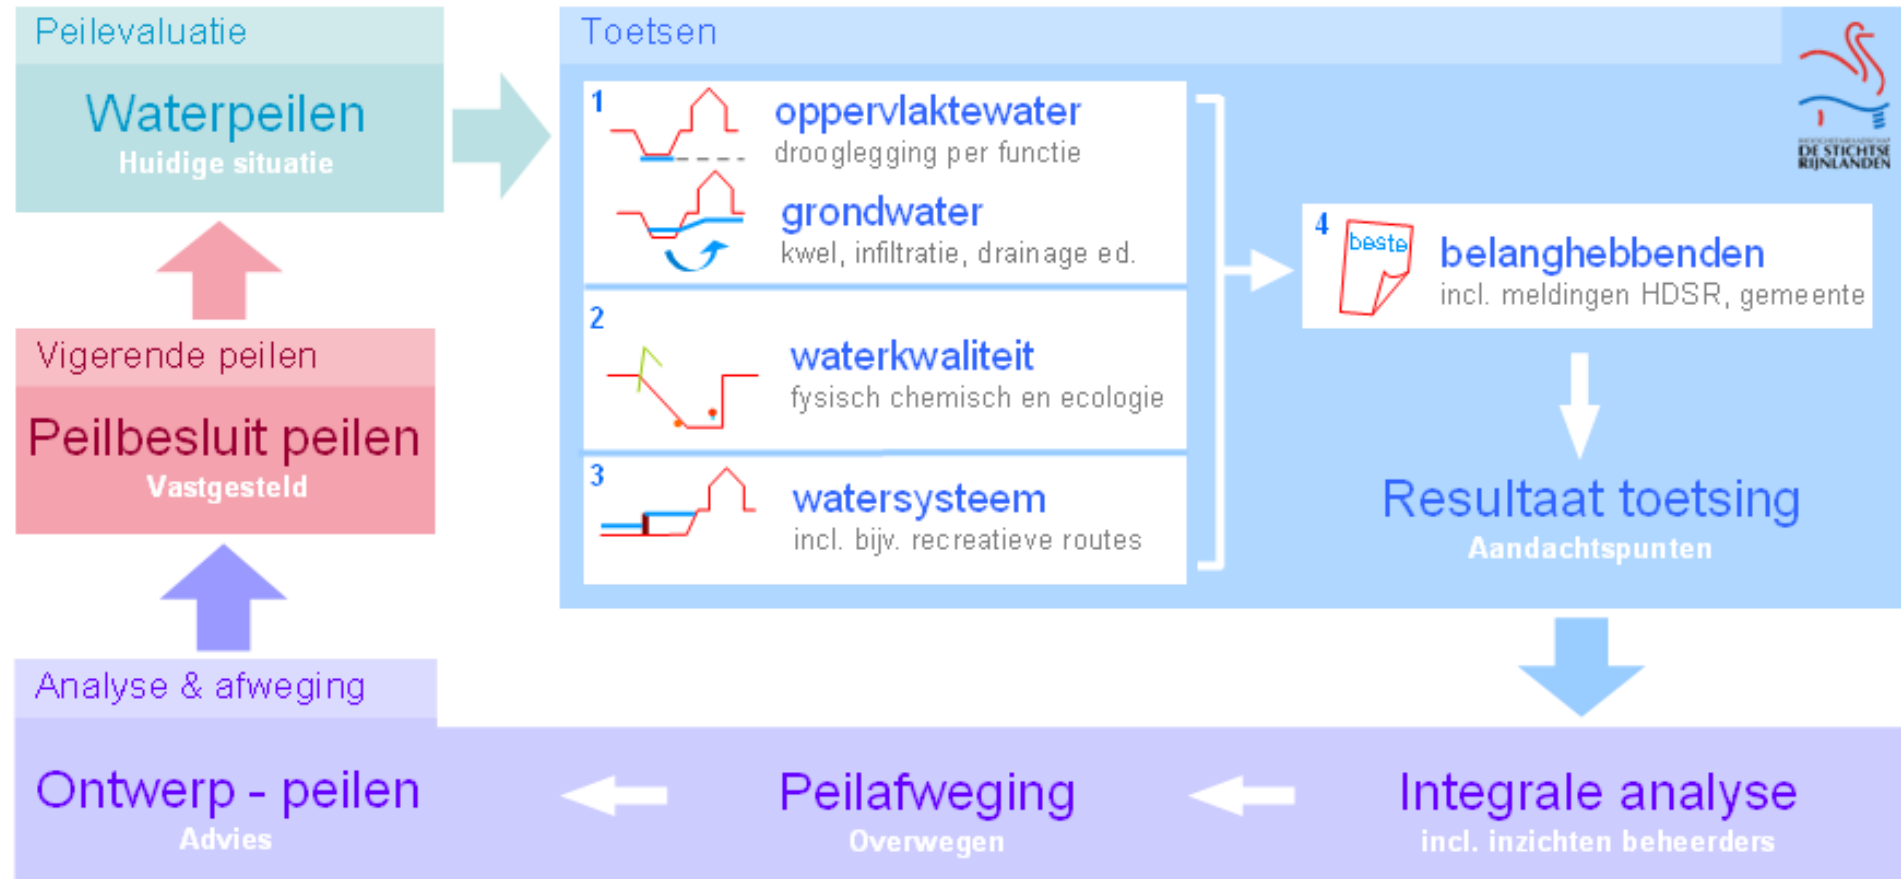 Peilevaluatie
Waterpeilen
Huidige situatie
Toetsen
1
oppervlaktewater
drooglegging per functie
grondwater
kwel, infiltratie, drainage ed.
2
waterkwaliteit
fysisch chemisch en ecologie
3
watersysteem
incl. bijv. recreatieve routes
4
beste
belanghebbenden
incl. meldingen HDSR, gemeente
Resultaat toetsing
Aandachtspunten
HOOGHEEMRAADSCHAP
DE STICHTSE
RIJNLANDEN
Vigerende peilen
Peilbesluit peilen
Vastgesteld
Analyse & afweging
Ontwerp - peilen
Advies
Peilafweging
Overwegen
Integrale analyse
incl. inzichten beheerders